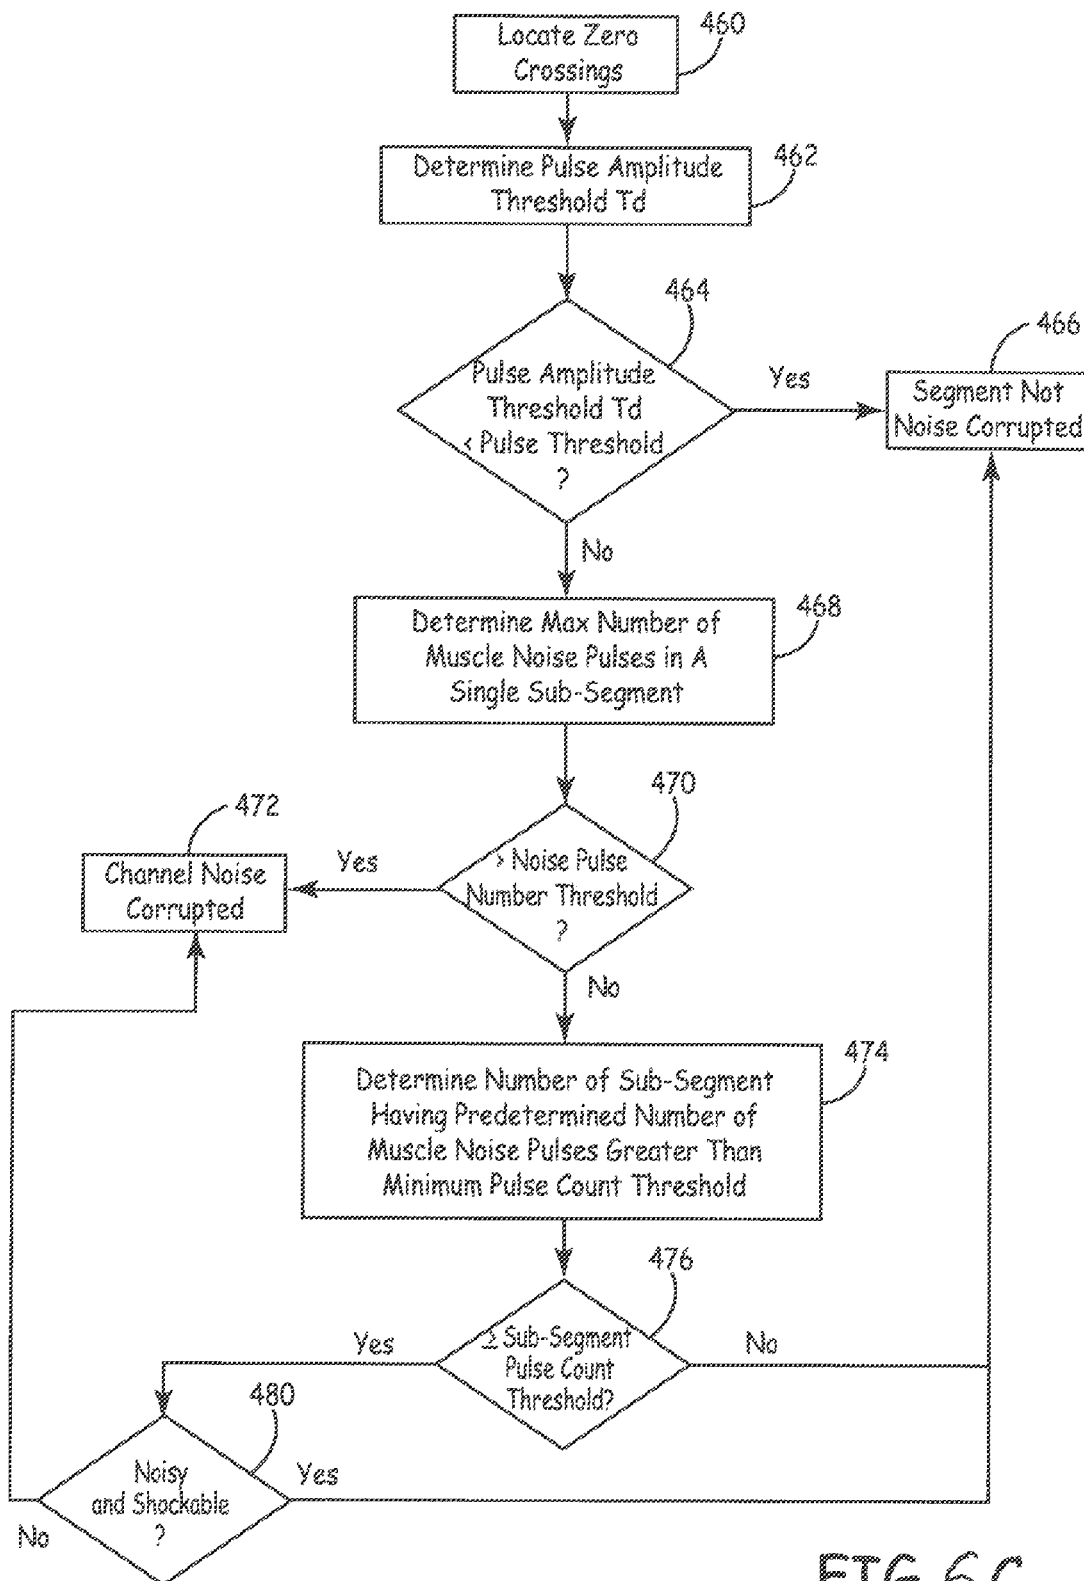 Locate Zero
Crossings
460
Determine Pulse Amplitude
Threshold Td
462
Pulse Amplitude
Threshold Td
< Pulse Threshold
?
464
Yes
Segment Not
Noise Corrupted
466
No
Determine Max Number of
Muscle Noise Pulses in A
Single Sub-Segment
468
> Noise Pulse
Number Threshold
?
470
Yes
Channel Noise
Corrupted
472
No
Determine Number of Sub-Segment
Having Predetermined Number of
Muscle Noise Pulses Greater Than
Minimum Pulse Count Threshold
474
≥ Sub-Segment
Pulse Count
Threshold?
476
Yes
No
Noisy
and Shockable
?
480
Yes
No
FIG. 6C